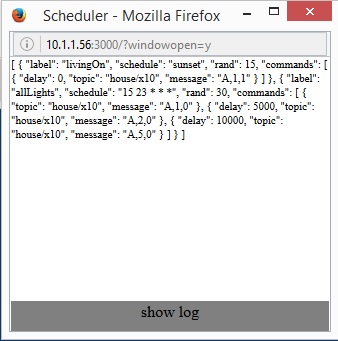 Scheduler - Mozilla Firefox
10.1.1.56:3000/?windowopen=y
[ { "label": "livingOn", "schedule": "sunset", "rand": 15, "commands": [
{ "delay": 0, "topic": "house/x10", "message": "A,1,1" } ] }, { "label":
"allLights", "schedule": "15 23 * * *", "rand": 30, "commands": [ {
"topic": "house/x10", "message": "A,1,0" }, { "delay": 5000, "topic":
"house/x10", "message": "A,2,0" }, { "delay": 10000, "topic":
"house/x10", "message": "A,5,0" } ] } ]
show log